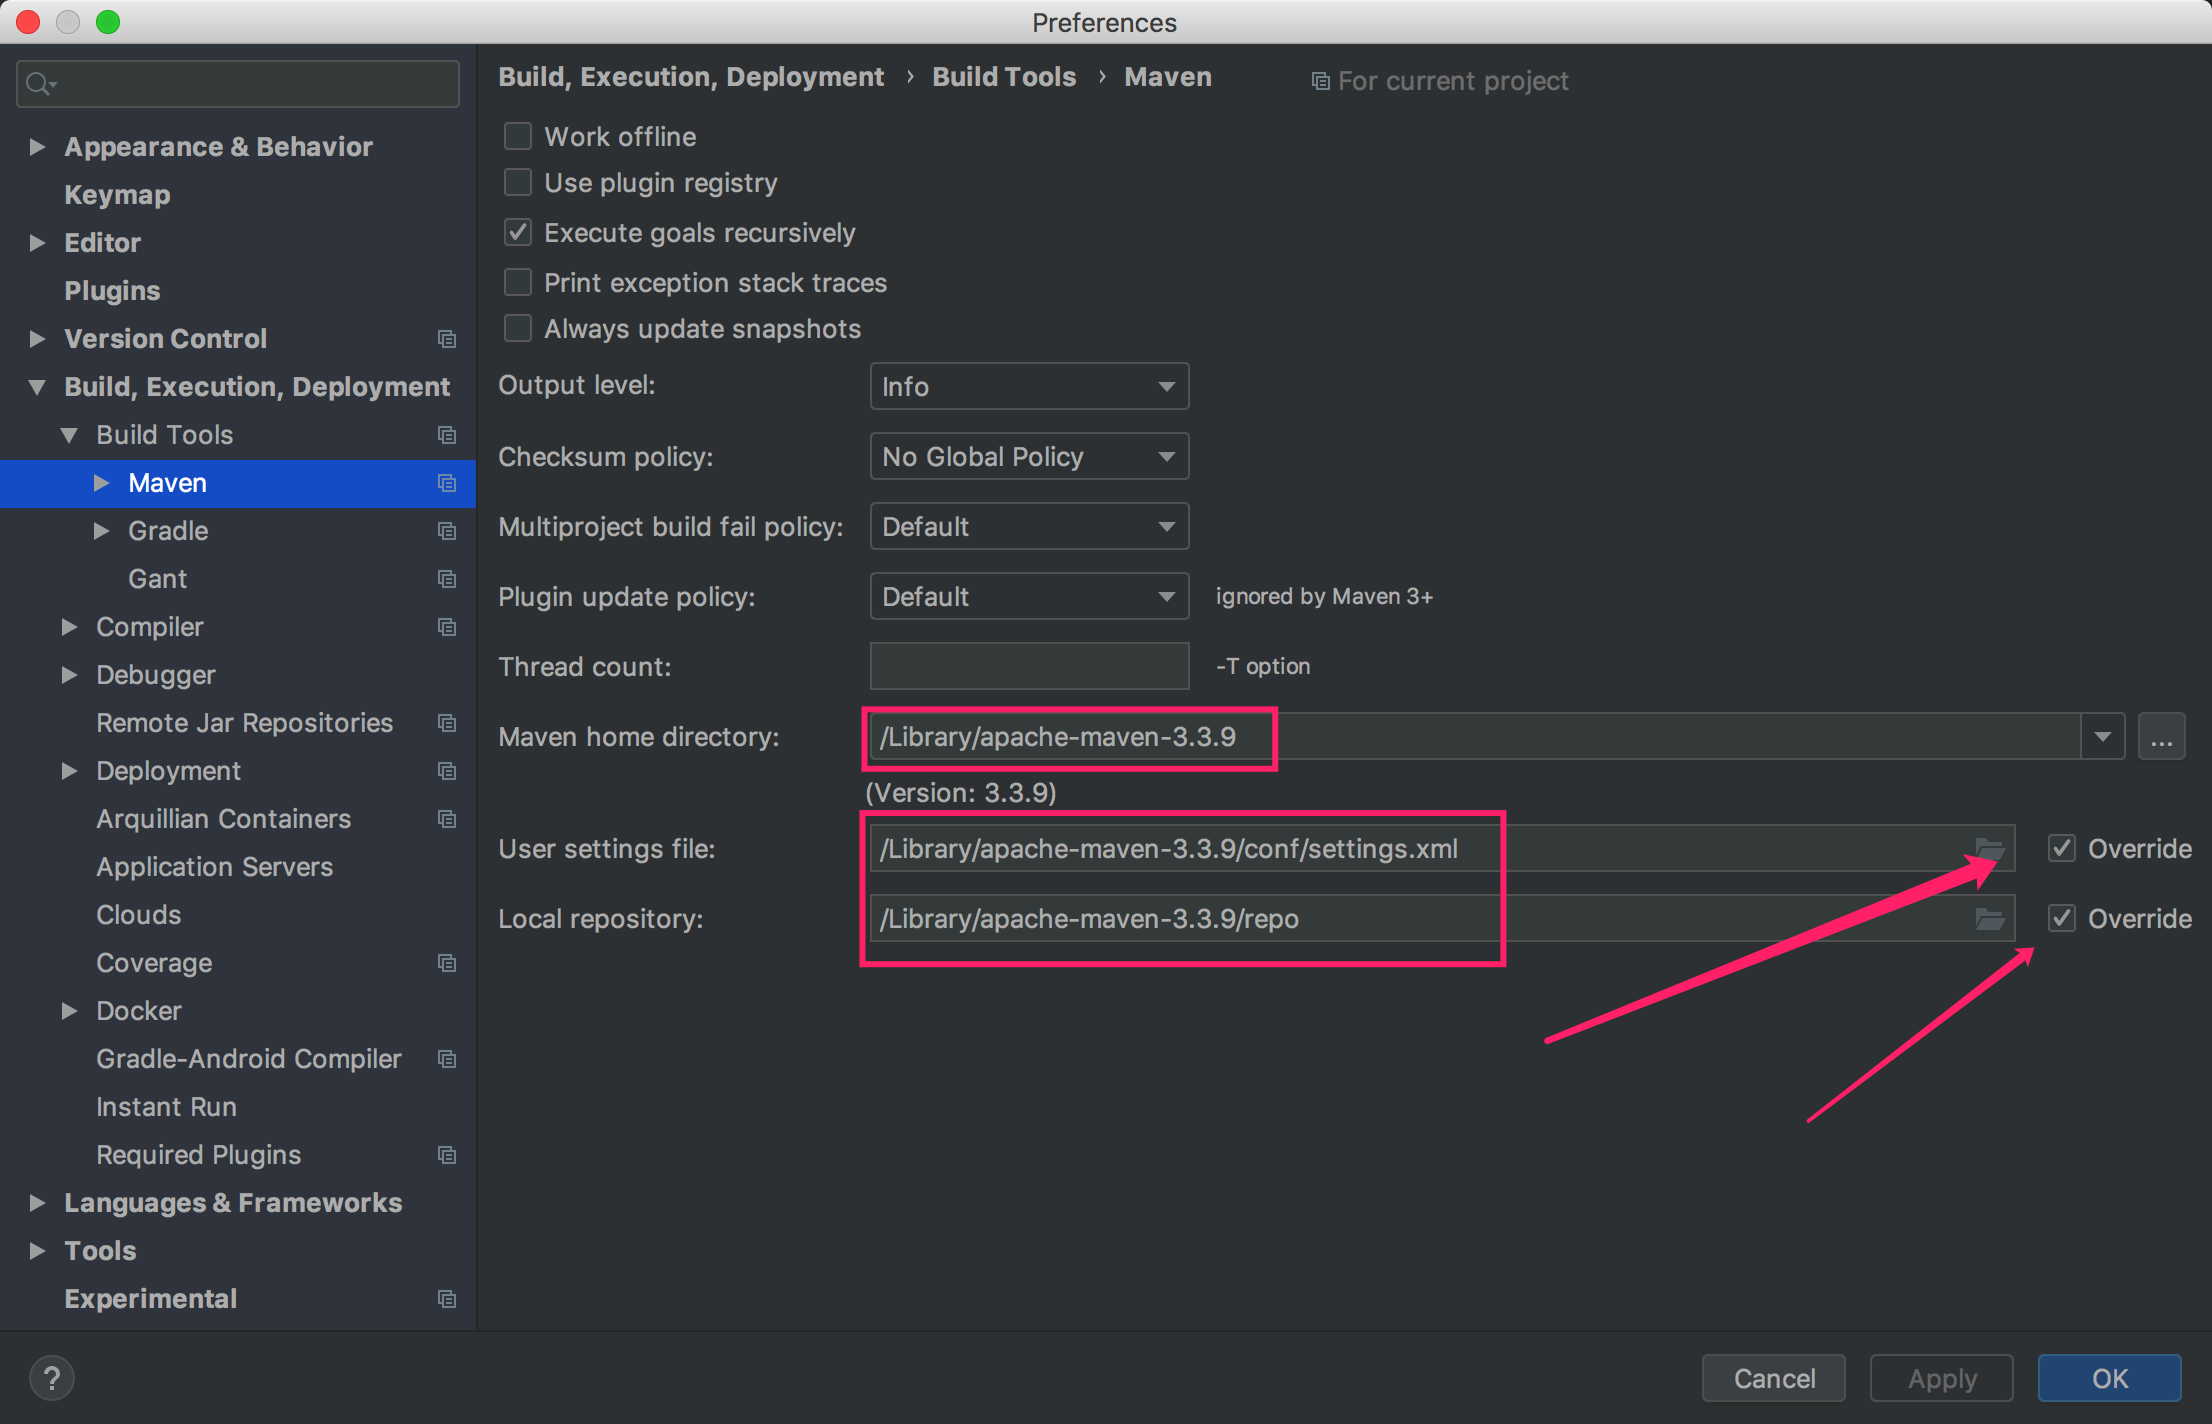 Preferences
Appearance & Behavior
Keymap
Editor
Plugins
Version Control
Build, Execution, Deployment
Build Tools
Maven
Gradle
Gant
Compiler
Debugger
Remote Jar Repositories
Deployment
Arquillian Containers
Application Servers
Clouds
Coverage
Docker
Gradle-Android Compiler
Instant Run
Required Plugins
Languages & Frameworks
Tools
Experimental
Build, Execution, Deployment › Build Tools › Maven For current project
Work offline
Use plugin registry
Execute goals recursively
Print exception stack traces
Always update snapshots
Output level: Info
Checksum policy: No Global Policy
Multiproject build fail policy: Default
Plugin update policy: Default ignored by Maven 3+
Thread count: -T option
Maven home directory: /Library/apache-maven-3.3.9 ...
(Version: 3.3.9)
User settings file: /Library/apache-maven-3.3.9/conf/settings.xml Override
Local repository: /Library/apache-maven-3.3.9/repo Override
? Cancel Apply OK